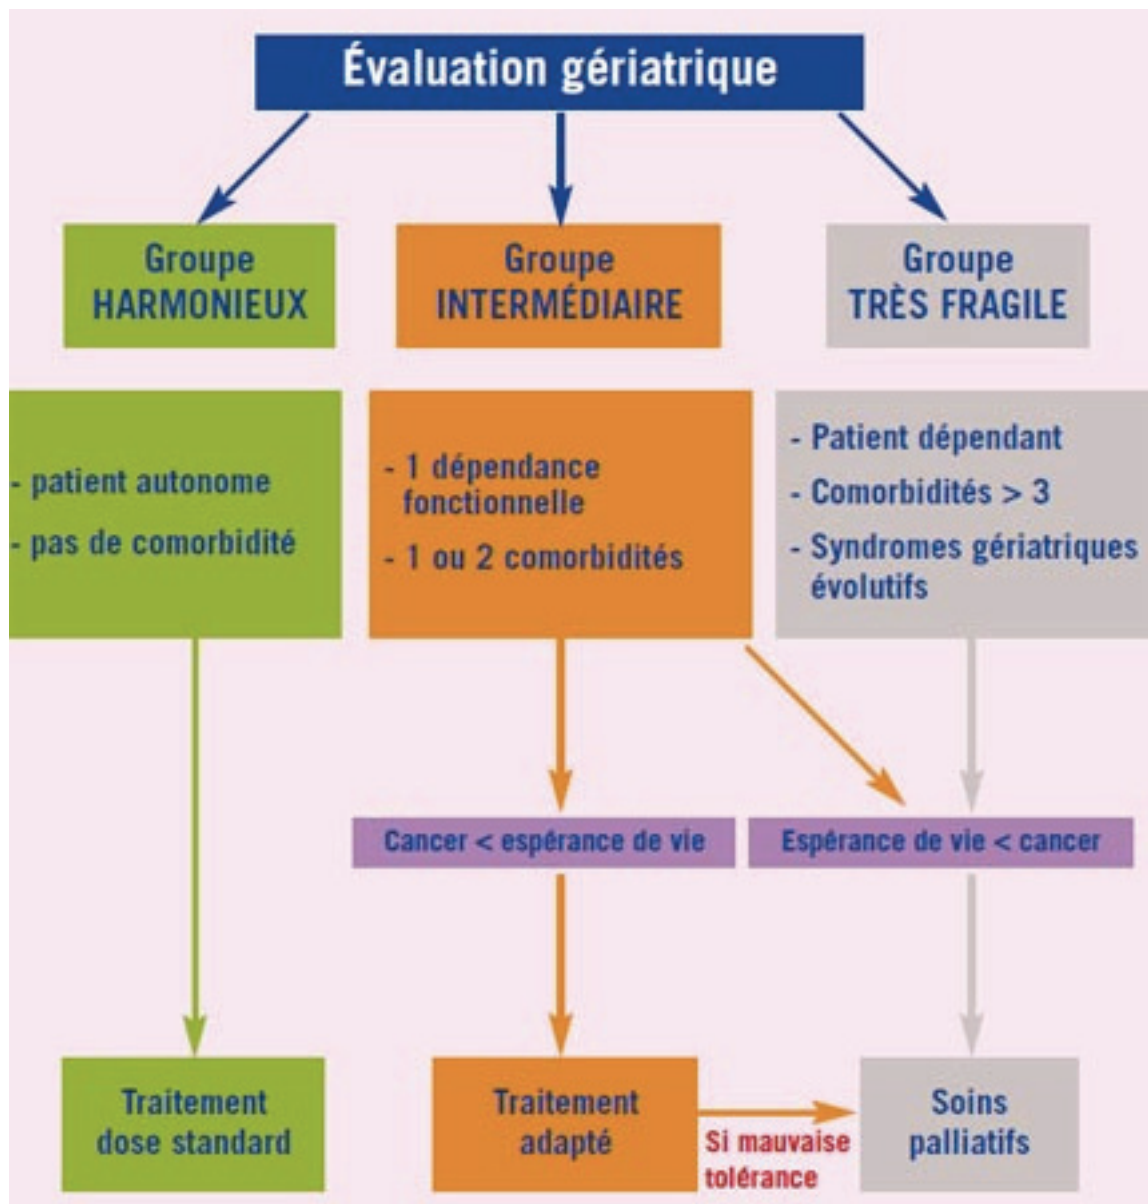 Évaluation gériatrique
Groupe
HARMONIEUX
Groupe
INTERMÉDIAIRE
Groupe
TRÈS FRAGILE
- patient autonome
- pas de comorbidité
- 1 dépendance
fonctionnelle
- 1 ou 2 comorbidités
- Patient dépendant
- Comorbidités > 3
- Syndromes gériatriques
évolutifs
Cancer < espérance de vie
Espérance de vie < cancer
Traitement
dose standard
Traitement
adapté
Si mauvaise
tolérance
Soins
palliatifs